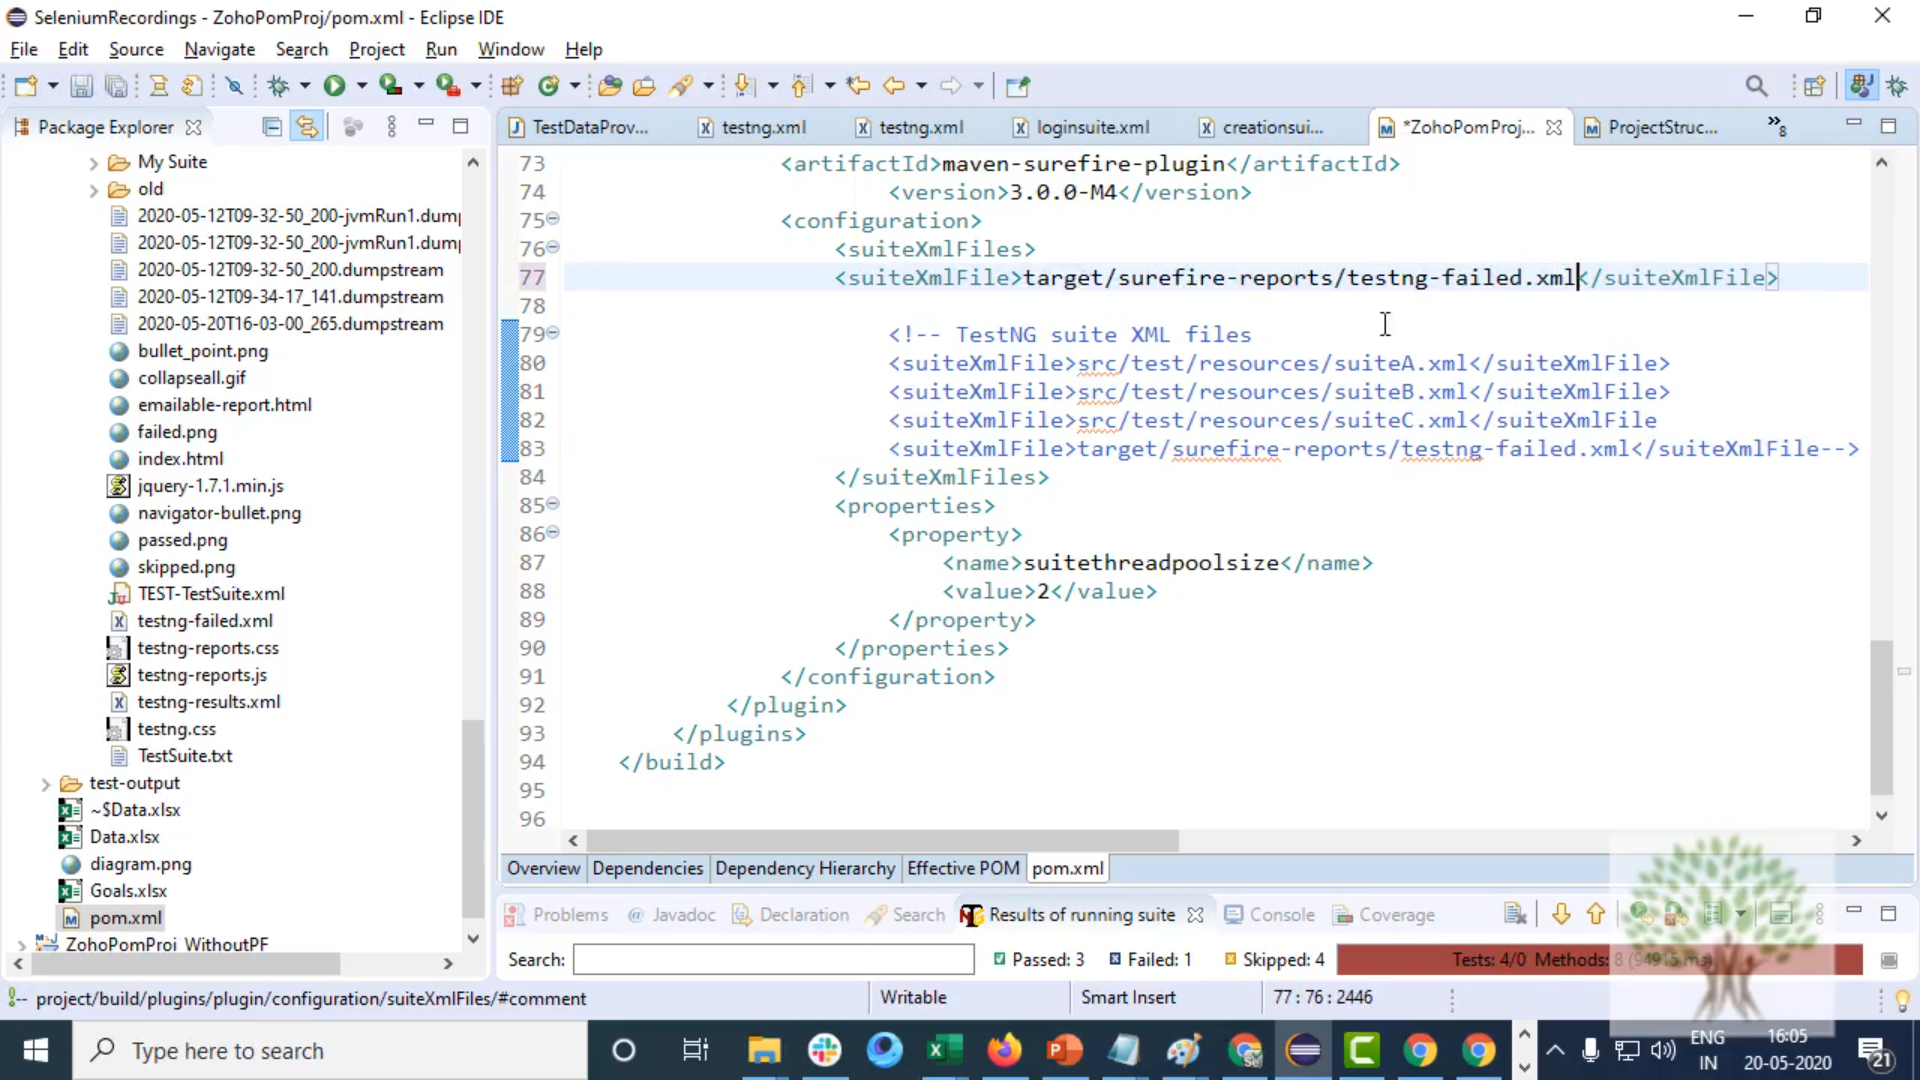 SeleniumRecordings - ZohoPomProj/pom.xml - Eclipse IDE
File Edit Source Navigate Search Project Run Window Help
Package Explorer
My Suite
old
2020-05-12T09-32-50_200-jvmRun1.dump
2020-05-12T09-32-50_200-jvmRun1.dump
2020-05-12T09-32-50_200.dumpstream
2020-05-12T09-34-17_141.dumpstream
2020-05-20T16-03-00_265.dumpstream
bullet_point.png
collapseall.gif
emailable-report.html
failed.png
index.html
jquery-1.7.1.min.js
navigator-bullet.png
passed.png
skipped.png
TEST-TestSuite.xml
testng-failed.xml
testng-reports.css
testng-reports.js
testng-results.xml
testng.css
TestSuite.txt
test-output
~$Data.xlsx
Data.xlsx
diagram.png
Goals.xlsx
pom.xml
ZohoPomProj_WithoutPF
TestDataProv... testng.xml testng.xml loginsuite.xml creationsui... *ZohoPomProj... ProjectStruc... »8
73 <artifactId>maven-surefire-plugin</artifactId>
74 <version>3.0.0-M4</version>
75 <configuration>
76 <suiteXmlFiles>
77 <suiteXmlFile>target/surefire-reports/testng-failed.xml</suiteXmlFile>
78
79 <!-- TestNG suite XML files
80 <suiteXmlFile>src/test/resources/suiteA.xml</suiteXmlFile>
81 <suiteXmlFile>src/test/resources/suiteB.xml</suiteXmlFile>
82 <suiteXmlFile>src/test/resources/suiteC.xml</suiteXmlFile
83 <suiteXmlFile>target/surefire-reports/testng-failed.xml</suiteXmlFile-->
84 </suiteXmlFiles>
85 <properties>
86 <property>
87 <name>suitethreadpoolsize</name>
88 <value>2</value>
89 </property>
90 </properties>
91 </configuration>
92 </plugin>
93 </plugins>
94 </build>
95
96
Overview Dependencies Dependency Hierarchy Effective POM pom.xml
Problems @ Javadoc Declaration Search Results of running suite Console Coverage
Search: Passed: 3 Failed: 1 Skipped: 4 Tests: 4/0 Methods: 8 (94915 ms)
project/build/plugins/plugin/configuration/suiteXmlFiles/#comment Writable Smart Insert 77 : 76 : 2446
Type here to search
ENG
IN
16:05
20-05-2020
21